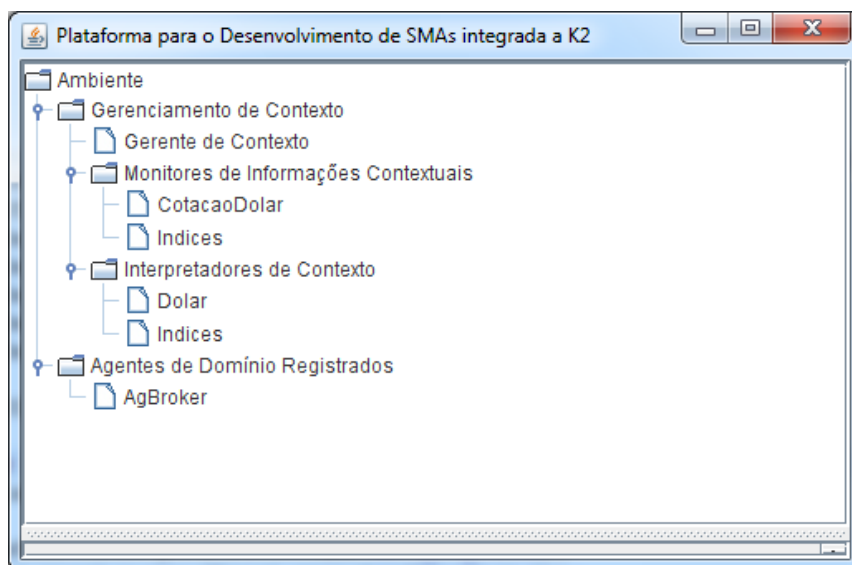 Plataforma para o Desenvolvimento de SMAs integrada a K2
Ambiente
Gerenciamento de Contexto
Gerente de Contexto
Monitores de Informações Contextuais
CotacaoDolar
Indices
Interpretadores de Contexto
Dolar
Indices
Agentes de Domínio Registrados
AgBroker